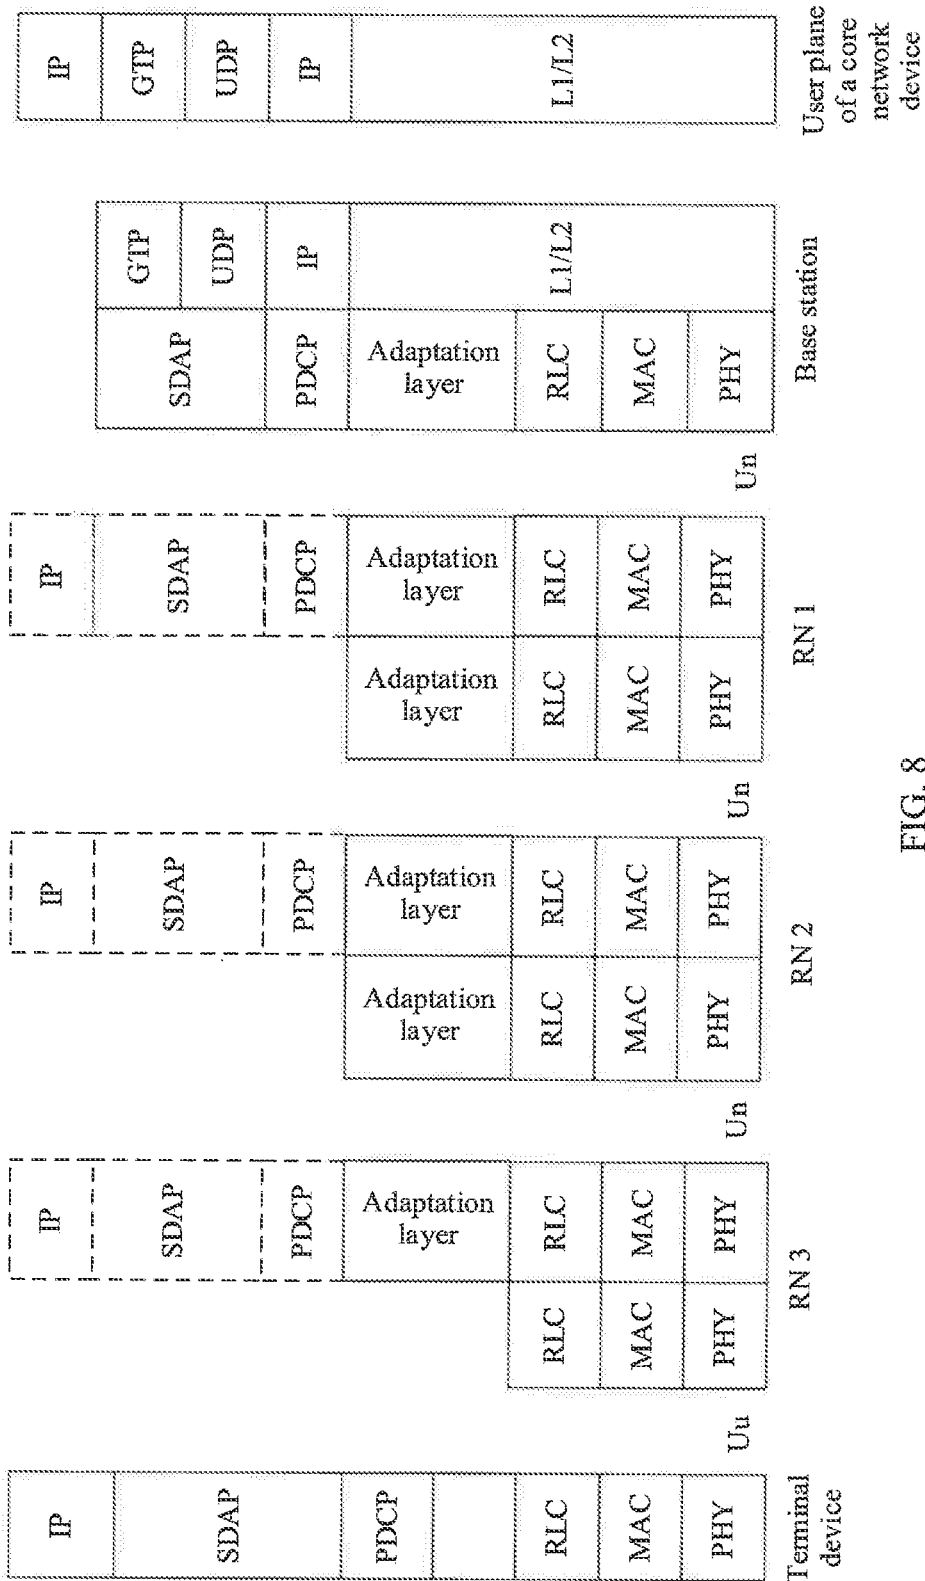 IP
SDAP
PDCP
RLC
MAC
PHY
Terminal
device
Uu
RLC
MAC
PHY
IP
SDAP
PDCP
Adaptation
layer
RLC
MAC
PHY
RN 3
Un
Adaptation
layer
RLC
MAC
PHY
IP
SDAP
PDCP
Adaptation
layer
RLC
MAC
PHY
RN 2
Un
Adaptation
layer
RLC
MAC
PHY
IP
SDAP
PDCP
Adaptation
layer
RLC
MAC
PHY
RN 1
Un
SDAP
PDCP
Adaptation
layer
RLC
MAC
PHY
GTP
UDP
IP
L1/L2
Base station
IP
GTP
UDP
IP
L1/L2
User plane
of a core
network
device
FIG. 8